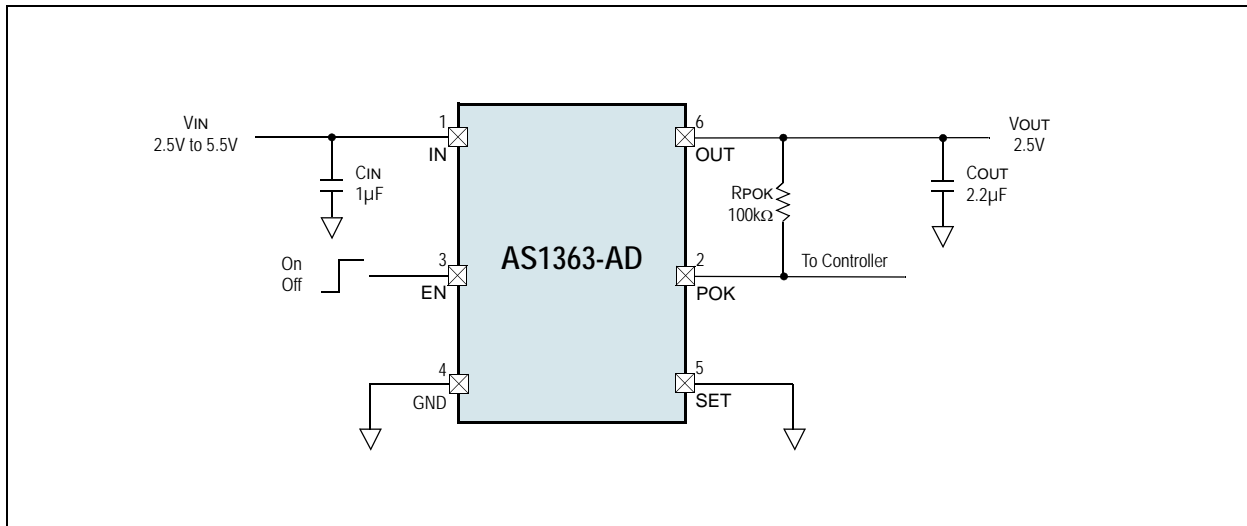 VIN
2.5V to 5.5V
CIN
1µF
1
IN
On
Off
3
EN
4
GND
AS1363-AD
6
OUT
RPOK
100kΩ
2
POK
To Controller
5
SET
VOUT
2.5V
COUT
2.2µF